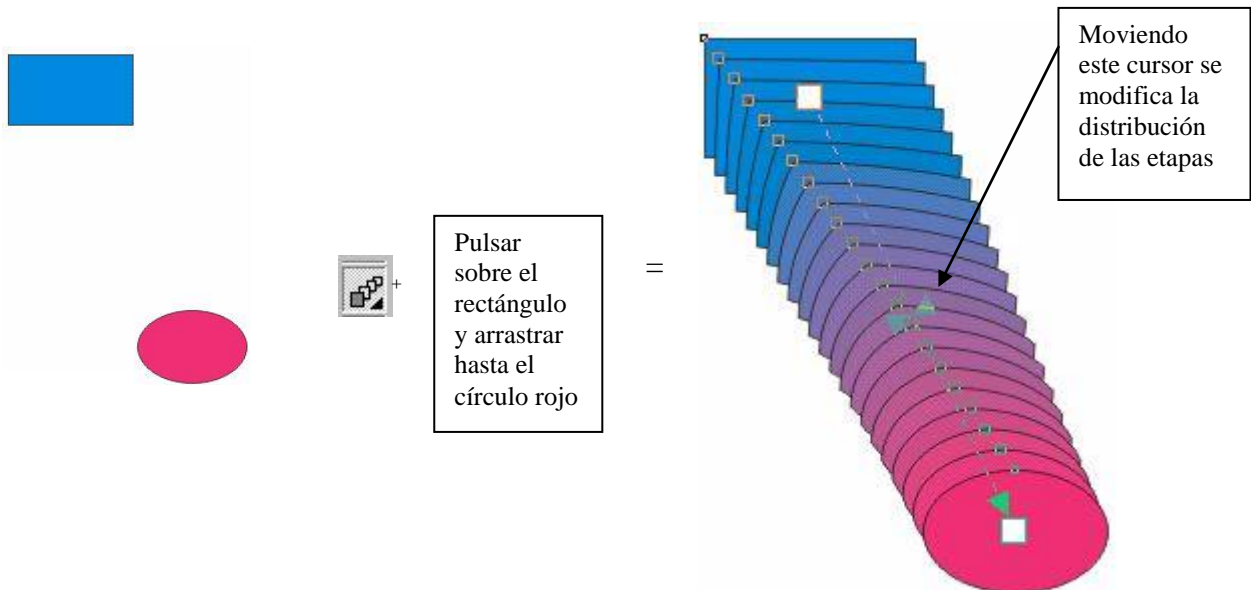 Moviendo
este cursor se
modifica la
distribución
de las etapas
Pulsar
sobre el
rectángulo
y arrastrar
hasta el
círculo rojo
+
=